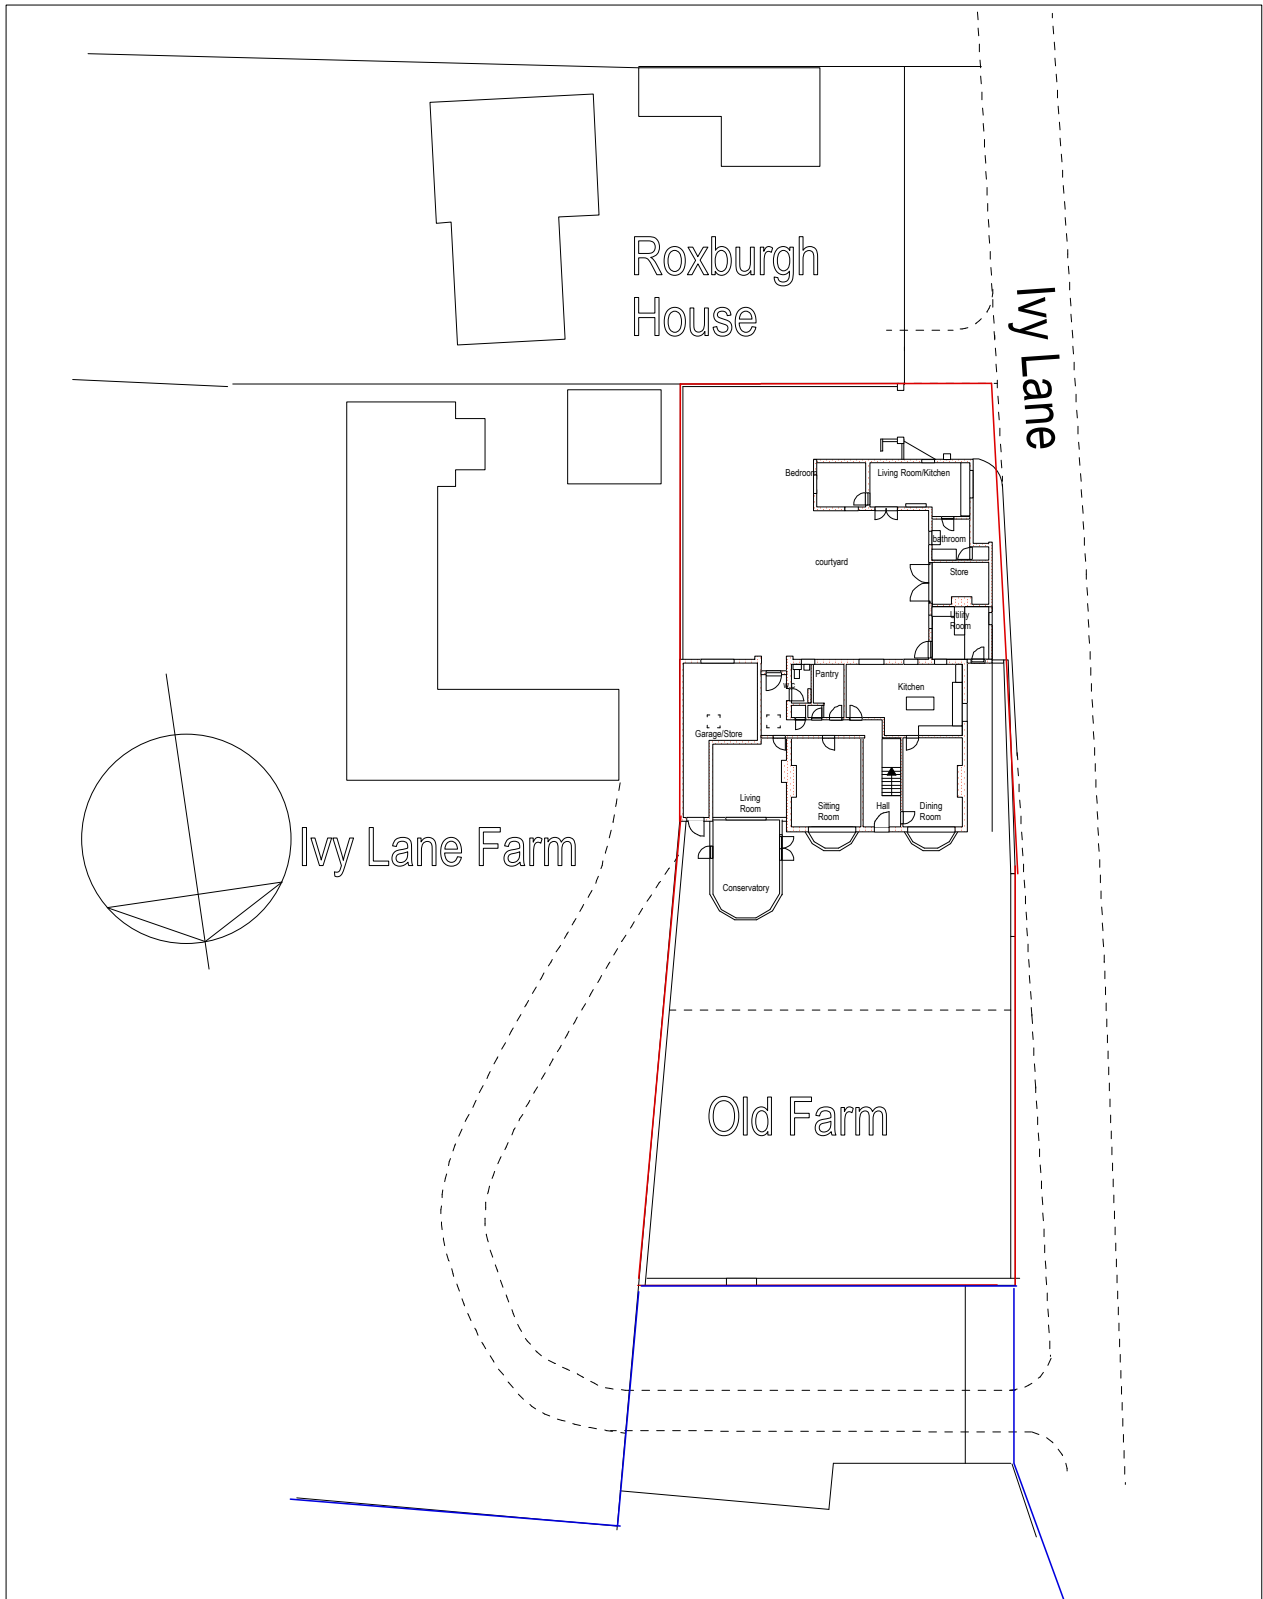 Roxburgh
House
Ivy Lane
Bedroom
Living Room/Kitchen
bathroom
courtyard
Store
Utility
Room
Pantry
w.c.
Kitchen
Garage/Store
Living
Room
Sitting
Room
Hall
Dining
Room
Ivy Lane Farm
Conservatory
Old Farm